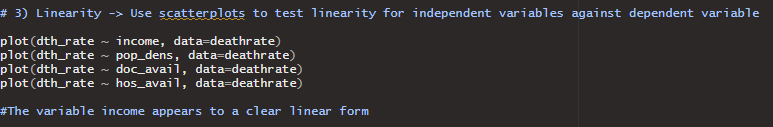 # 3) Linearity -> Use scatterplots to test linearity for independent variables against dependent variable
plot(dth_rate ~ income, data=deathrate)
plot(dth_rate ~ pop_dens, data=deathrate)
plot(dth_rate ~ doc_avail, data=deathrate)
plot(dth_rate ~ hos_avail, data=deathrate)
#The variable income appears to a clear linear form